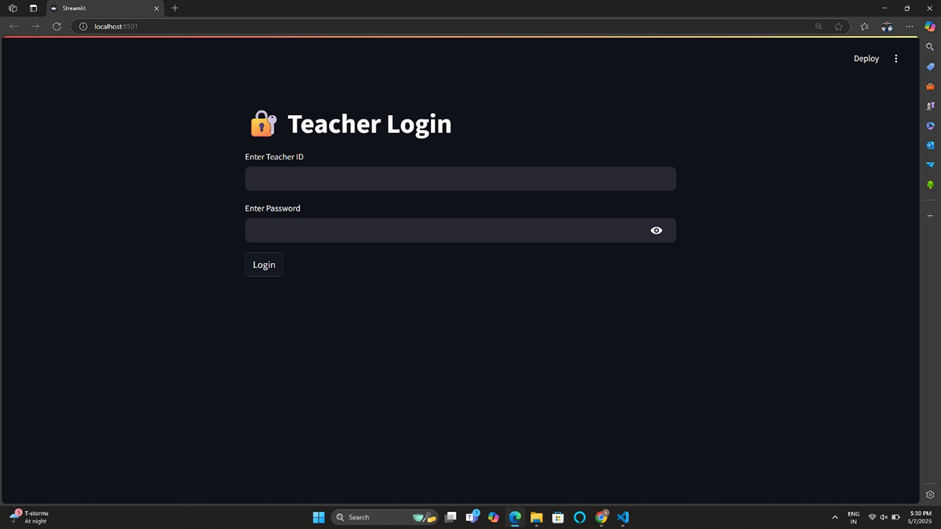 Streamlit
localhost:8501
Deploy
Teacher Login
Enter Teacher ID
Enter Password
Login
T-storms
At night
Search
ENG
IN
5:30 PM
5/7/2025